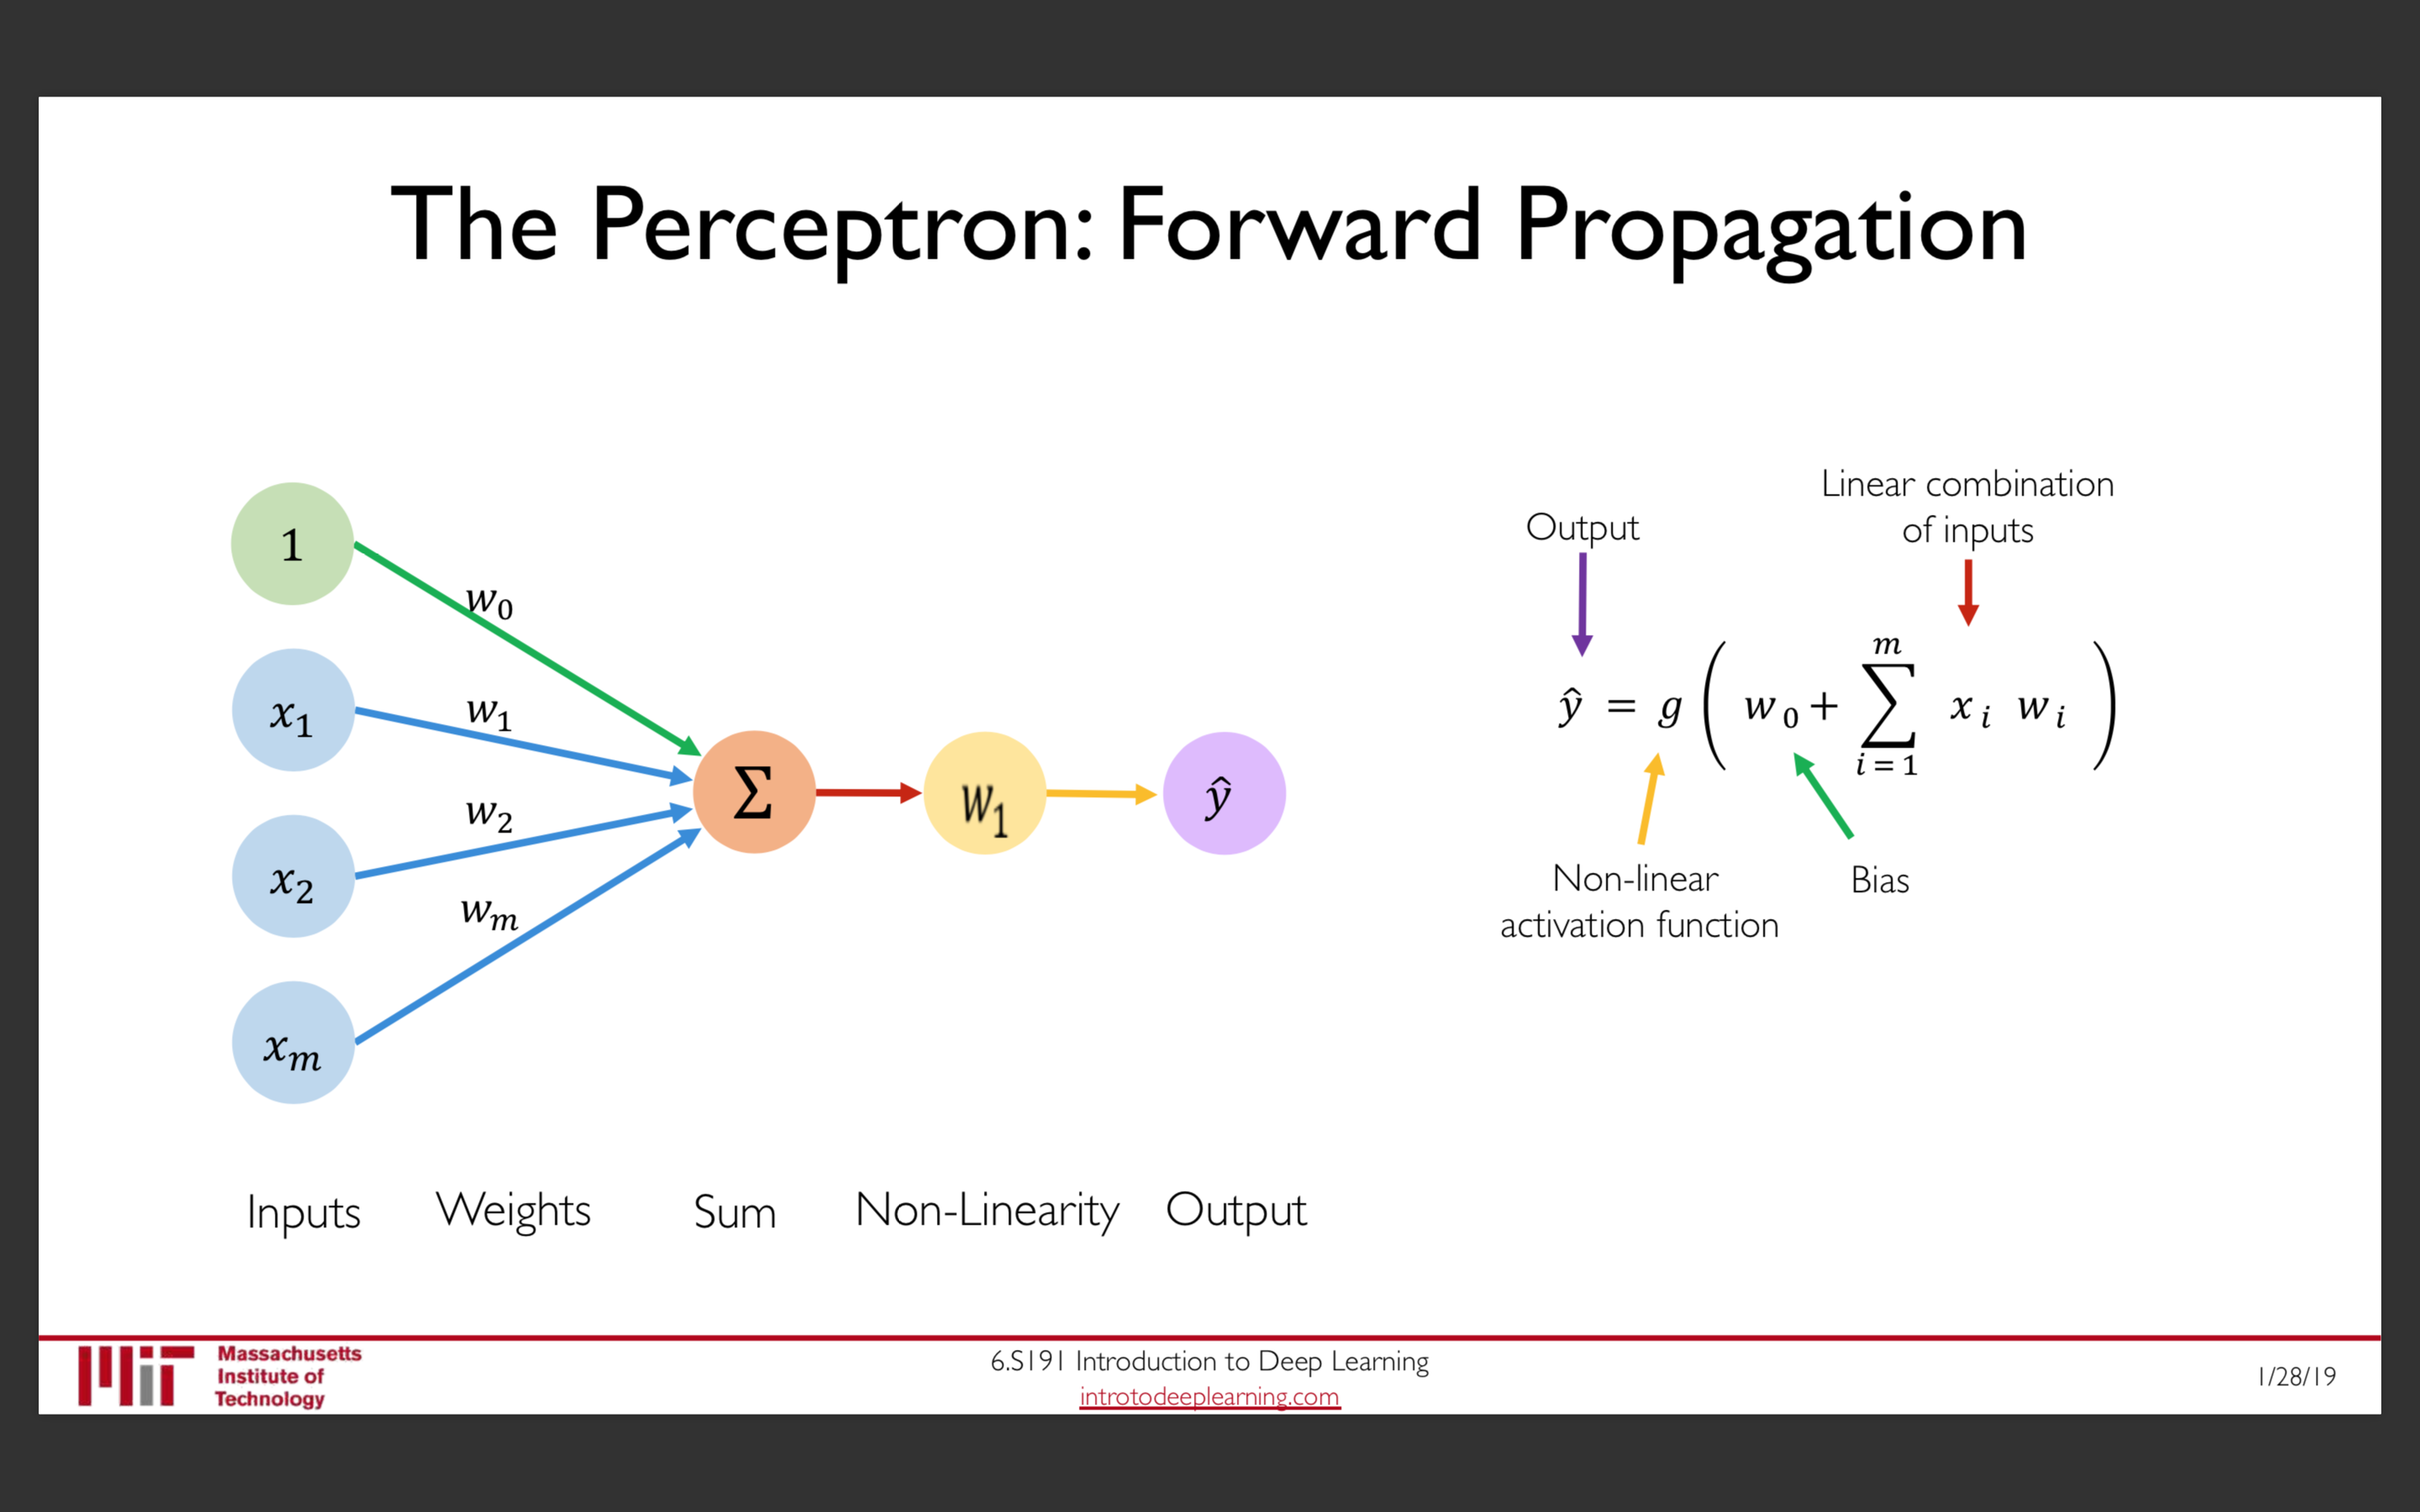 The Perceptron: Forward Propagation
1
w₀
x₁
w₁
x₂
w₂
xₘ
wₘ
Σ
W₁
ŷ
Inputs
Weights
Sum
Non-Linearity
Output
Output
Linear combination
of inputs
ŷ = g ( w₀ + ∑ᵢ₌₁ᵐ xᵢ wᵢ )
Non-linear
activation function
Bias
Massachusetts
Institute of
Technology
6.S191 Introduction to Deep Learning
introtodeeplearning.com
1/28/19